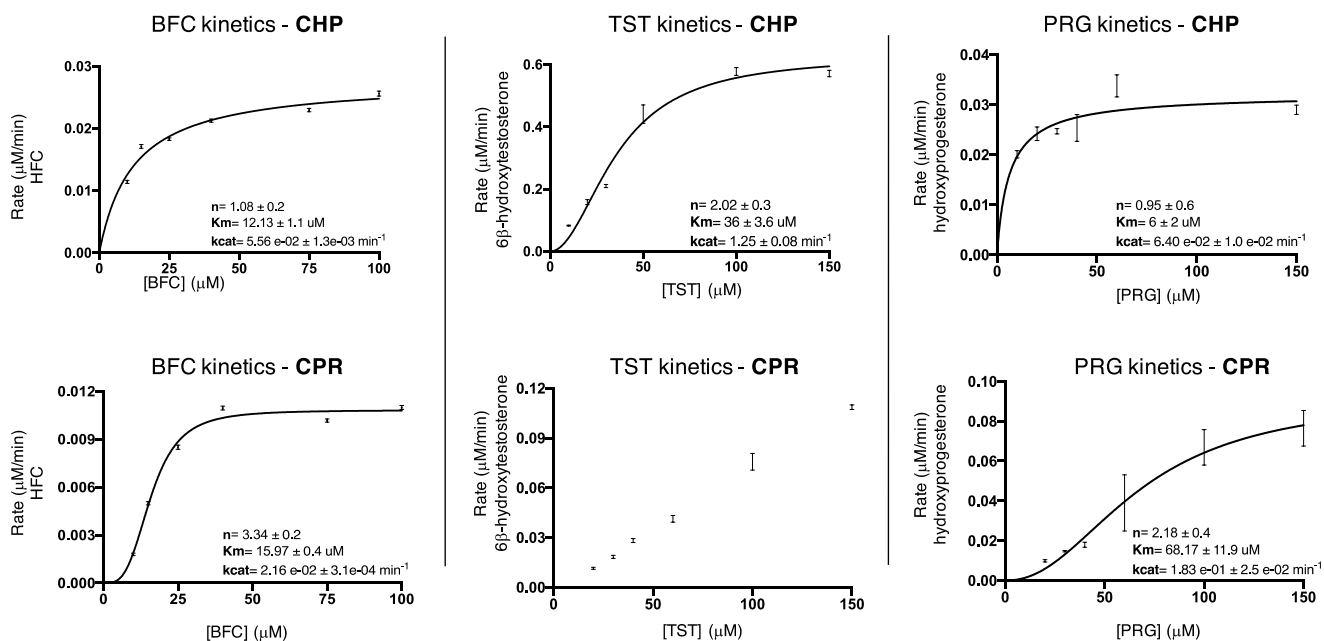 BFC kinetics - CHP
Rate (μM/min)
HFC
0.03
0.02
0.01
0.00
n= 1.08 ± 0.2
Km= 12.13 ± 1.1 uM
kcat= 5.56 e-02 ± 1.3e-03 min⁻¹
0 25 50 75 100
[BFC] (μM)
TST kinetics - CHP
Rate (μM/min)
6β-hydroxytestosterone
0.6
0.4
0.2
0.0
n= 2.02 ± 0.3
Km= 36 ± 3.6 uM
kcat= 1.25 ± 0.08 min⁻¹
0 50 100 150
[TST] (μM)
PRG kinetics - CHP
Rate (μM/min)
hydroxyprogesterone
0.04
0.03
0.02
0.01
0.00
n= 0.95 ± 0.6
Km= 6 ± 2 uM
kcat= 6.40 e-02 ± 1.0 e-02 min⁻¹
0 50 100 150
[PRG] (μM)
BFC kinetics - CPR
Rate (μM/min)
HFC
0.012
0.009
0.006
0.003
0.000
n= 3.34 ± 0.2
Km= 15.97 ± 0.4 uM
kcat= 2.16 e-02 ± 3.1e-04 min⁻¹
0 25 50 75 100
[BFC] (μM)
TST kinetics - CPR
Rate (μM/min)
6β-hydroxytestosterone
0.12
0.09
0.06
0.03
0.00
0 50 100 150
[TST] (μM)
PRG kinetics - CPR
Rate (μM/min)
hydroxyprogesterone
0.10
0.08
0.06
0.04
0.02
0.00
n= 2.18 ± 0.4
Km= 68.17 ± 11.9 uM
kcat= 1.83 e-01 ± 2.5 e-02 min⁻¹
0 50 100 150
[PRG] (μM)